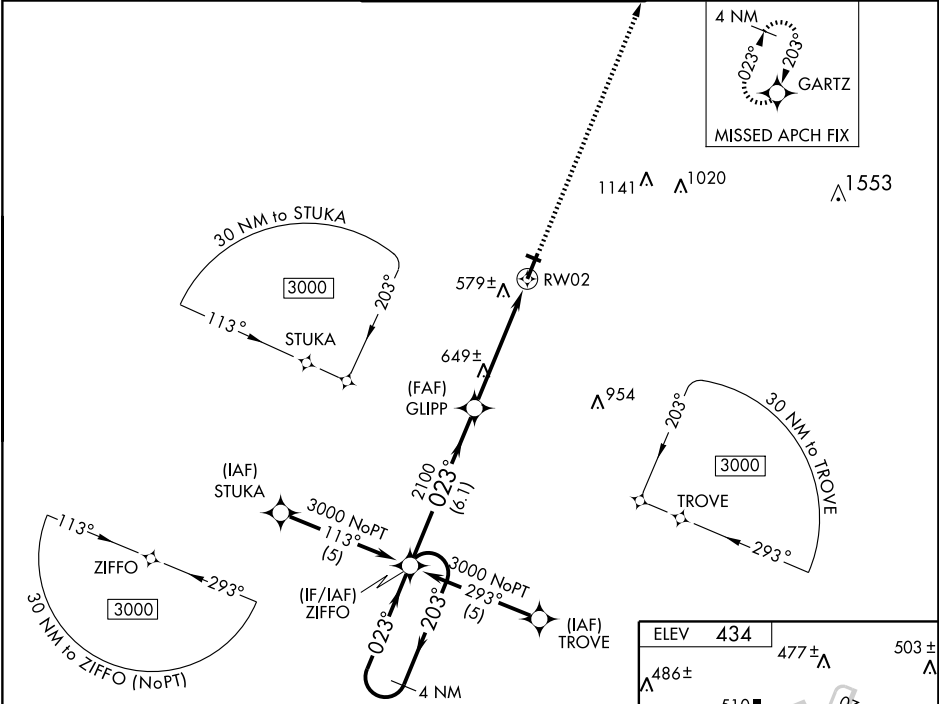 4 NM
023°
203°
GARTZ
MISSED APCH FIX
1141
1020
1553
30 NM to STUKA
3000
203°
113°
STUKA
579±
RW02
649±
(FAF)
GLIPP
954
30 NM to TROVE
203°
3000
TROVE
293°
2100
023°
(6.1)
(IAF)
STUKA
3000 NoPT
113°
(5)
113°
ZIFFO
293°
3000
30 NM to ZIFFO (NoPT)
(IF/IAF)
ZIFFO
3000 NoPT
293°
(5)
(IAF)
TROVE
023°
203°
4 NM
ELEV 434
477±
503±
486±